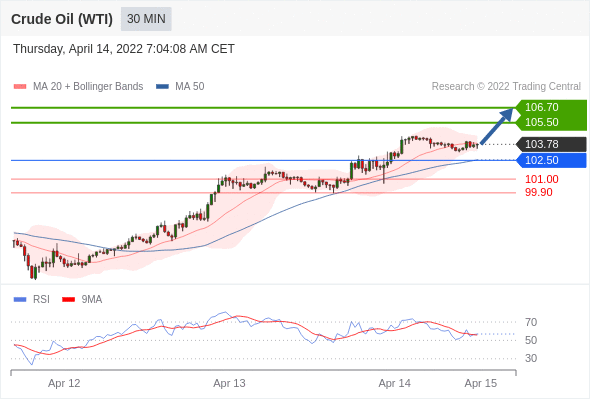 Crude Oil (WTI) 30 MIN
Thursday, April 14, 2022 7:04:08 AM CET
MA 20 + Bollinger Bands MA 50 Research © 2022 Trading Central
106.70
105.50
103.78
102.50
101.00
99.90
RSI 9MA
70
50
30
Apr 12 Apr 13 Apr 14 Apr 15